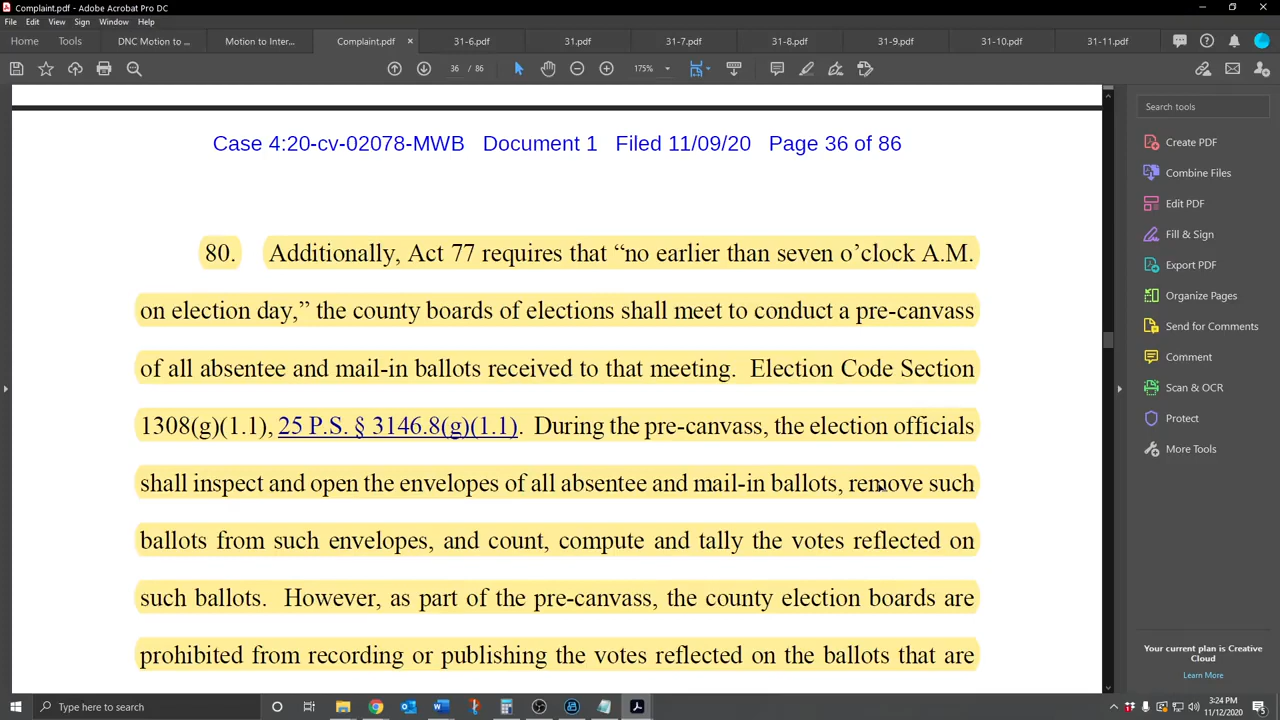 Complaint.pdf - Adobe Acrobat Pro DC
File Edit View Sign Window Help
Home Tools DNC Motion to ... Motion to Inter... Complaint.pdf × 31-6.pdf 31.pdf 31-7.pdf 31-8.pdf 31-9.pdf 31-10.pdf 31-11.pdf
36 / 86 175%
Case 4:20-cv-02078-MWB Document 1 Filed 11/09/20 Page 36 of 86
80. Additionally, Act 77 requires that “no earlier than seven o’clock A.M.
on election day,” the county boards of elections shall meet to conduct a pre-canvass
of all absentee and mail-in ballots received to that meeting. Election Code Section
1308(g)(1.1), 25 P.S. § 3146.8(g)(1.1). During the pre-canvass, the election officials
shall inspect and open the envelopes of all absentee and mail-in ballots, remove such
ballots from such envelopes, and count, compute and tally the votes reflected on
such ballots. However, as part of the pre-canvass, the county election boards are
prohibited from recording or publishing the votes reflected on the ballots that are
Search tools
Create PDF
Combine Files
Edit PDF
Fill & Sign
Export PDF
Organize Pages
Send for Comments
Comment
Scan & OCR
Protect
More Tools
Your current plan is Creative
Cloud
Learn More
Type here to search
3:24 PM
11/12/2020
5